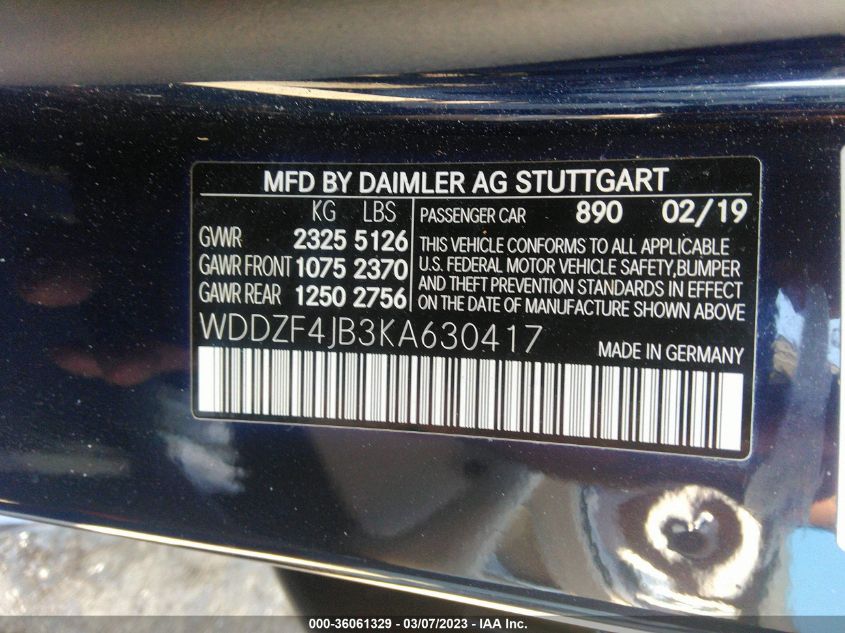 MFD BY DAIMLER AG STUTTGART
KG LBS
GVWR 2325 5126
GAWR FRONT 1075 2370
GAWR REAR 1250 2756
PASSENGER CAR 890 02/19
THIS VEHICLE CONFORMS TO ALL APPLICABLE
U.S. FEDERAL MOTOR VEHICLE SAFETY,BUMPER
AND THEFT PREVENTION STANDARDS IN EFFECT
ON THE DATE OF MANUFACTURE SHOWN ABOVE
WDDZF4JB3KA630417
MADE IN GERMANY
000-36061329 — 03/07/2023 — IAA Inc.